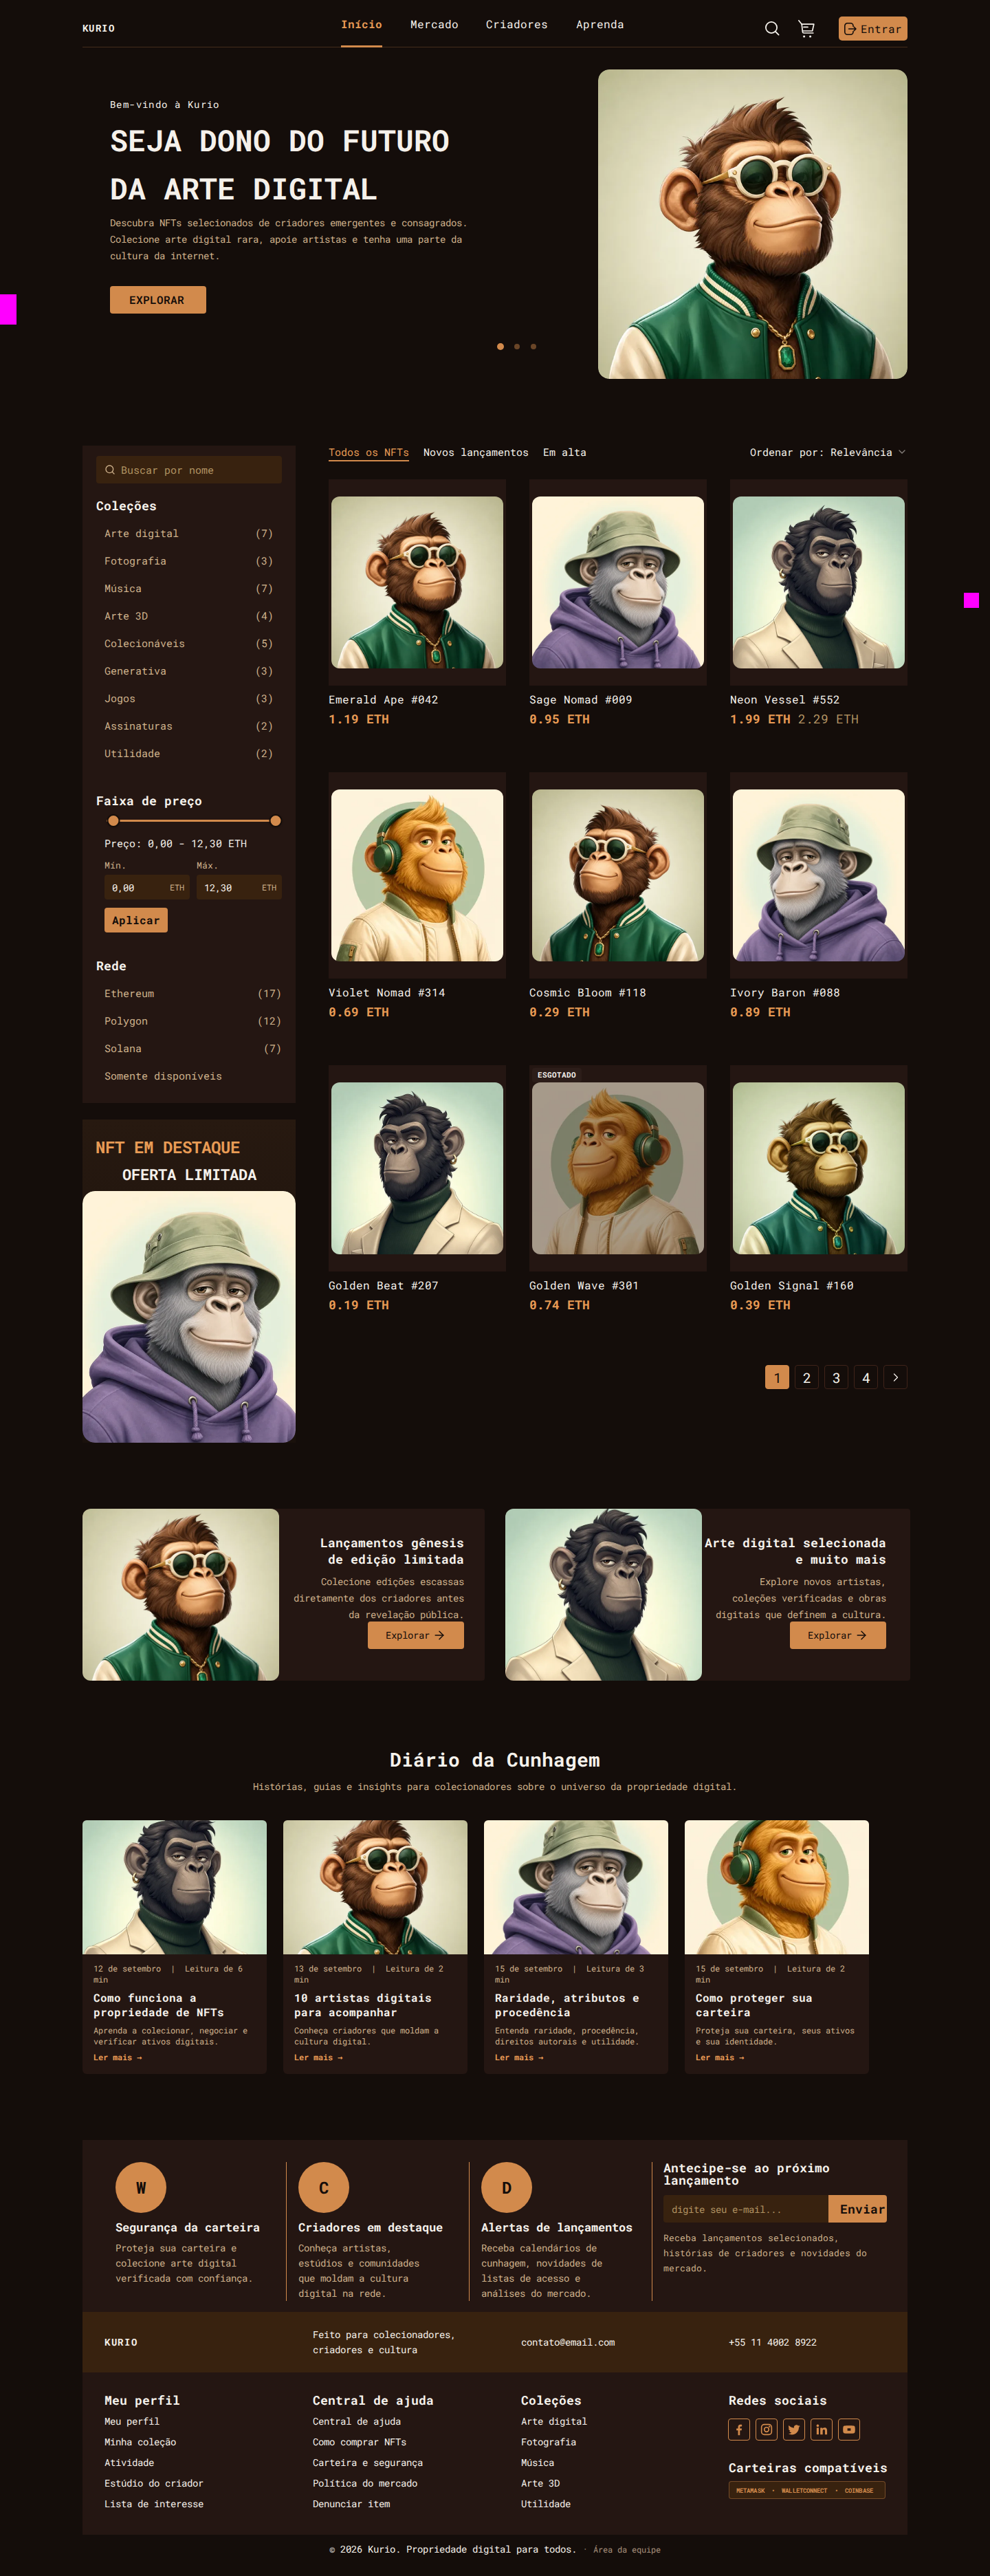 KURIO
Início
Mercado
Criadores
Aprenda
Entrar
Bem-vindo à Kurio
SEJA DONO DO FUTURO
DA ARTE DIGITAL
Descubra NFTs selecionados de criadores emergentes e consagrados.
Colecione arte digital rara, apoie artistas e tenha uma parte da
cultura da internet.
EXPLORAR
Buscar por nome
Coleções
Arte digital (7)
Fotografia (3)
Música (7)
Arte 3D (4)
Colecionáveis (5)
Generativa (3)
Jogos (3)
Assinaturas (2)
Utilidade (2)
Faixa de preço
Preço: 0,00 - 12,30 ETH
Mín. Máx.
0,00 ETH 12,30 ETH
Aplicar
Rede
Ethereum (17)
Polygon (12)
Solana (7)
Somente disponíveis
NFT EM DESTAQUE
OFERTA LIMITADA
Todos os NFTs Novos lançamentos Em alta Ordenar por: Relevância
Emerald Ape #042
1.19 ETH
Sage Nomad #009
0.95 ETH
Neon Vessel #552
1.99 ETH 2.29 ETH
Violet Nomad #314
0.69 ETH
Cosmic Bloom #118
0.29 ETH
Ivory Baron #088
0.89 ETH
Golden Beat #207
0.19 ETH
ESGOTADO
Golden Wave #301
0.74 ETH
Golden Signal #160
0.39 ETH
1 2 3 4
Lançamentos gênesis
de edição limitada
Colecione edições escassas
diretamente dos criadores antes
da revelação pública.
Explorar
Arte digital selecionada
e muito mais
Explore novos artistas,
coleções verificadas e obras
digitais que definem a cultura.
Explorar
Diário da Cunhagem
Histórias, guias e insights para colecionadores sobre o universo da propriedade digital.
12 de setembro | Leitura de 6
min
Como funciona a
propriedade de NFTs
Aprenda a colecionar, negociar e
verificar ativos digitais.
Ler mais →
13 de setembro | Leitura de 2
min
10 artistas digitais
para acompanhar
Conheça criadores que moldam a
cultura digital.
Ler mais →
15 de setembro | Leitura de 3
min
Raridade, atributos e
procedência
Entenda raridade, procedência,
direitos autorais e utilidade.
Ler mais →
15 de setembro | Leitura de 2
min
Como proteger sua
carteira
Proteja sua carteira, seus ativos
e sua identidade.
Ler mais →
W
Segurança da carteira
Proteja sua carteira e
colecione arte digital
verificada com confiança.
C
Criadores em destaque
Conheça artistas,
estúdios e comunidades
que moldam a cultura
digital na rede.
D
Alertas de lançamentos
Receba calendários de
cunhagem, novidades de
listas de acesso e
análises do mercado.
Antecipe-se ao próximo
lançamento
digite seu e-mail...
Enviar
Receba lançamentos selecionados,
histórias de criadores e novidades do
mercado.
KURIO
Feito para colecionadores,
criadores e cultura
contato@email.com
+55 11 4002 8922
Meu perfil
Meu perfil
Minha coleção
Atividade
Estúdio do criador
Lista de interesse
Central de ajuda
Central de ajuda
Como comprar NFTs
Carteira e segurança
Política do mercado
Denunciar item
Coleções
Arte digital
Fotografia
Música
Arte 3D
Utilidade
Redes sociais
Carteiras compatíveis
METAMASK • WALLETCONNECT • COINBASE
© 2026 Kurio. Propriedade digital para todos. · Área da equipe